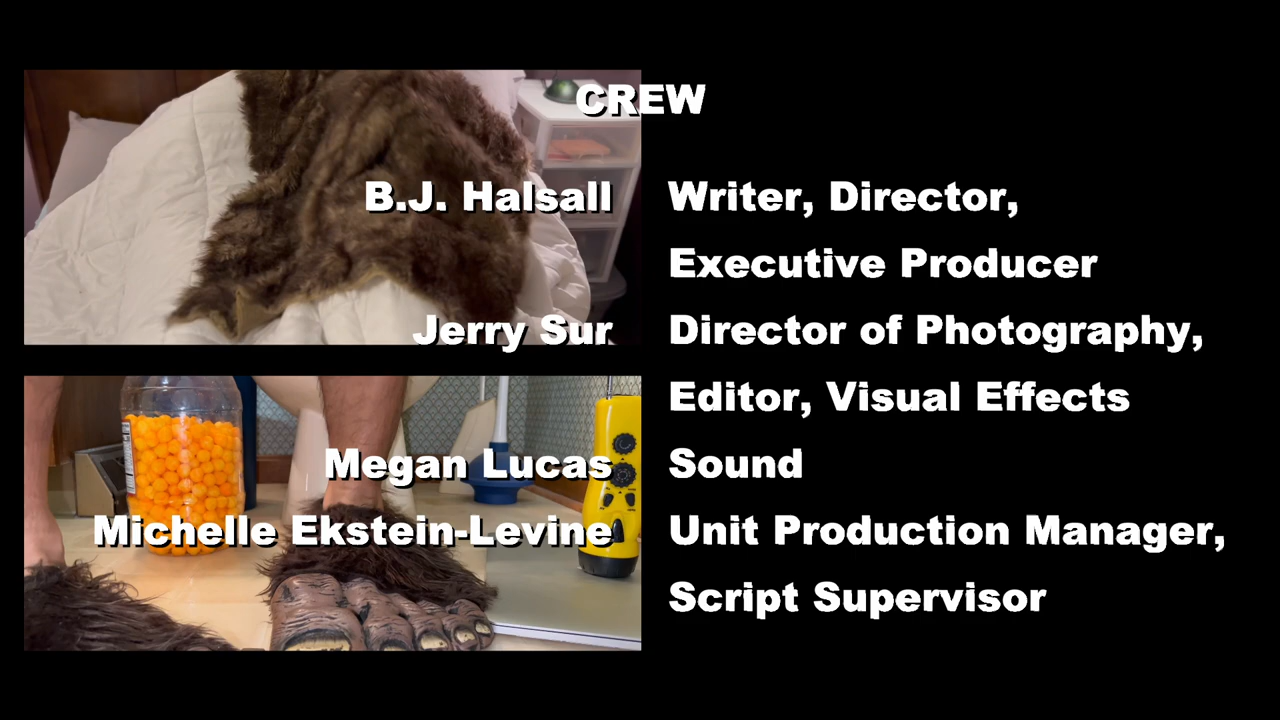 CREW
B.J. Halsall Writer, Director,
Executive Producer
Jerry Sur Director of Photography,
Editor, Visual Effects
Megan Lucas Sound
Michelle Ekstein-Levine Unit Production Manager,
Script Supervisor